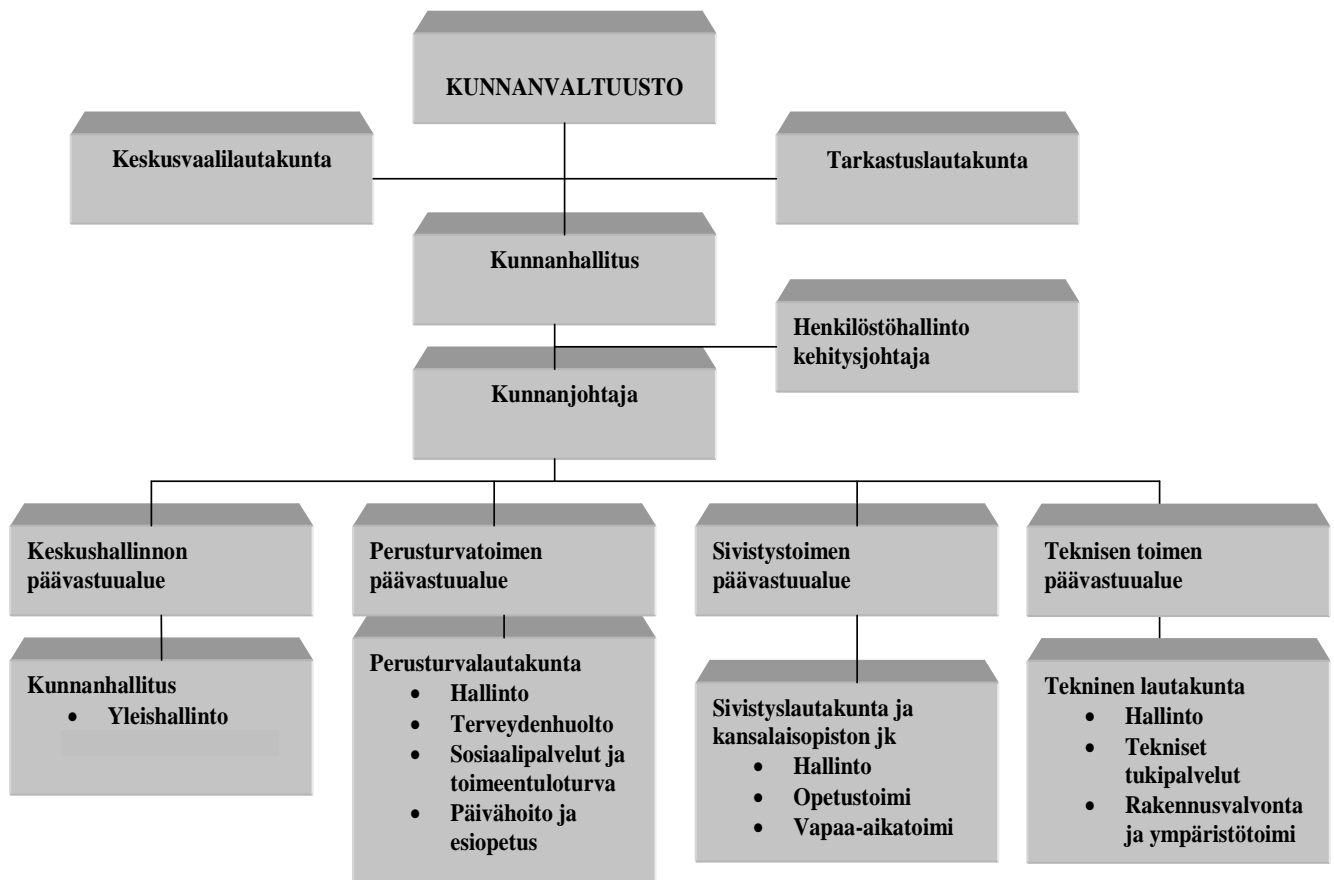 KUNNANVALTUUSTO
Keskusvaalilautakunta
Tarkastuslautakunta
Kunnanhallitus
Henkilöstöhallinto
kehitysjohtaja
Kunnanjohtaja
Keskushallinnon
päävastuualue
Perusturvatoimen
päävastuualue
Sivistystoimen
päävastuualue
Teknisen toimen
päävastuualue
Kunnanhallitus
• Yleishallinto
Perusturvalautakunta
• Hallinto
• Terveydenhuolto
• Sosiaalipalvelut ja
toimeentuloturva
• Päivähoito ja
esiopetus
Sivistyslautakunta ja
kansalaisopiston jk
• Hallinto
• Opetustoimi
• Vapaa-aikatoimi
Tekninen lautakunta
• Hallinto
• Tekniset
tukipalvelut
• Rakennusvalvonta
ja ympäristötoimi